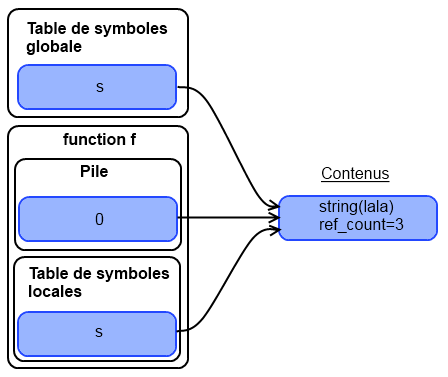 Table de symboles
globale
s
function f
Pile
0
Table de symboles
locales
s
Contenus
string(lala)
ref_count=3